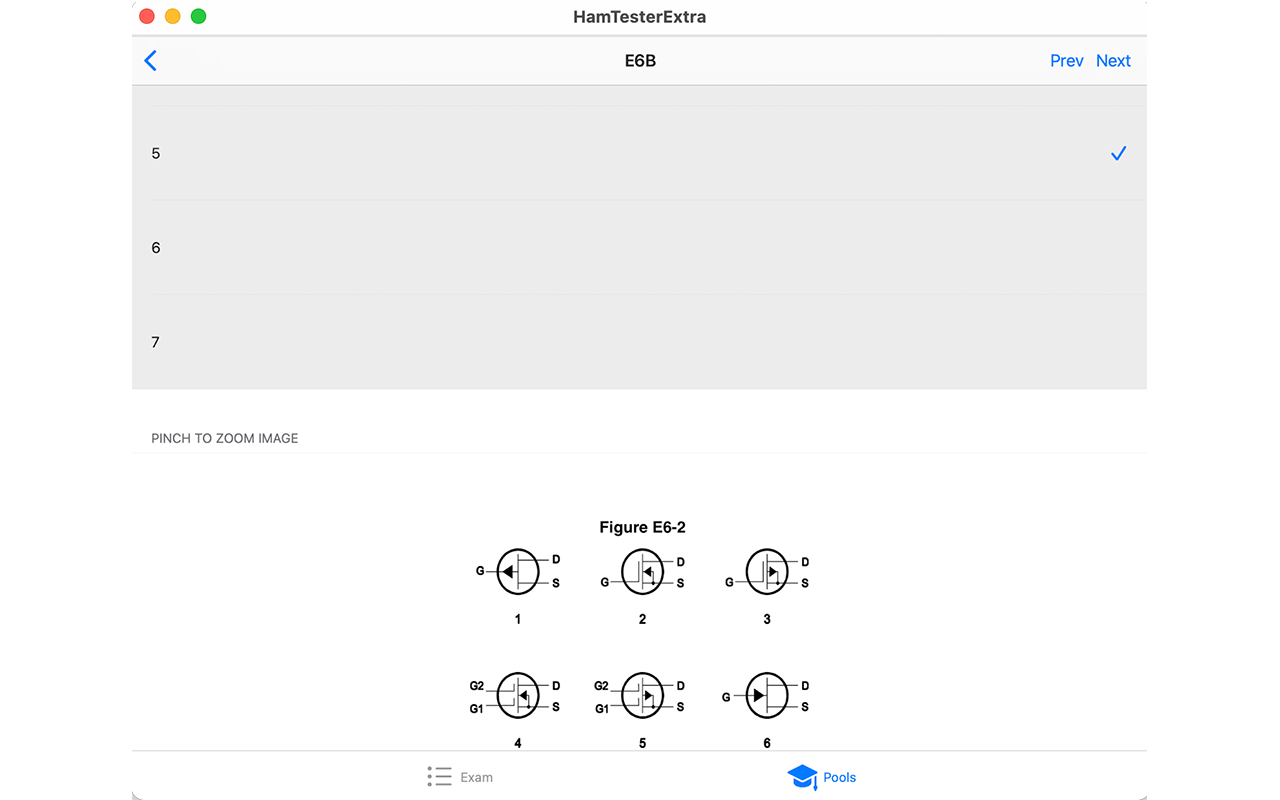 HamTesterExtra
E6B
Prev Next
5
6
7
PINCH TO ZOOM IMAGE
Figure E6-2
G D S
1
G D S
2
G D S
3
G2 G1 D S
4
G2 G1 D S
5
G D S
6
Exam
Pools